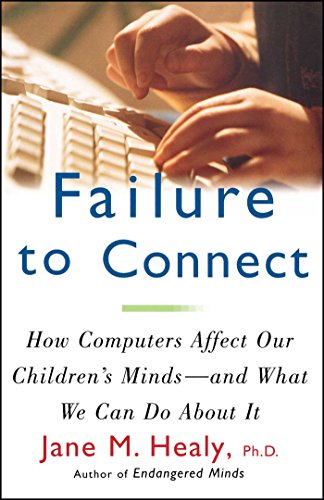 Failure
to Connect
How Computers Affect Our
Children's Minds—and What
We Can Do About It
Jane M. Healy, Ph.D.
Author of Endangered Minds